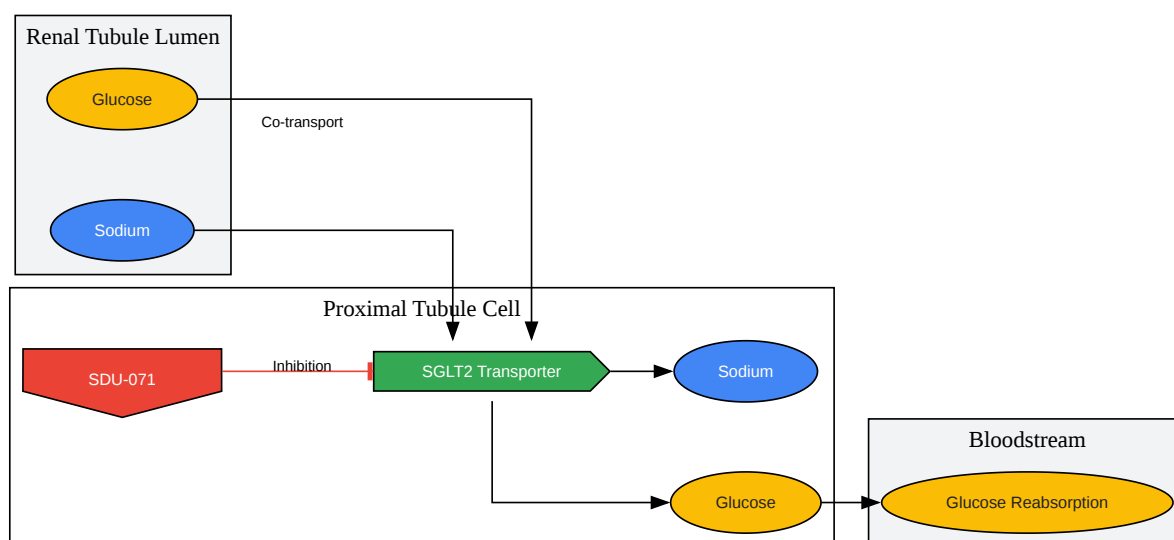 Renal Tubule Lumen
Glucose
Co-transport
Sodium
Proximal Tubule Cell
SDU-071
Inhibition
SGLT2 Transporter
Sodium
Bloodstream
Glucose
Glucose Reabsorption